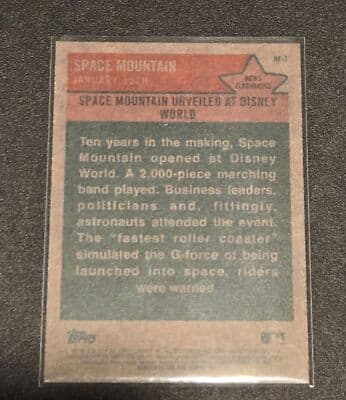 SPACE MOUNTAIN
JANUARY 15TH
NEWS
FLASHBACKS
SPACE MOUNTAIN UNVEILED AT DISNEY
WORLD
Ten years in the making, Space
Mountain opened at Disney
World. A 2,000-piece marching
band played. Business leaders,
politicians and, fittingly,
astronauts attended the event.
The "fastest roller coaster"
simulated the G-force of being
launched into space, riders
were warned.
Topps